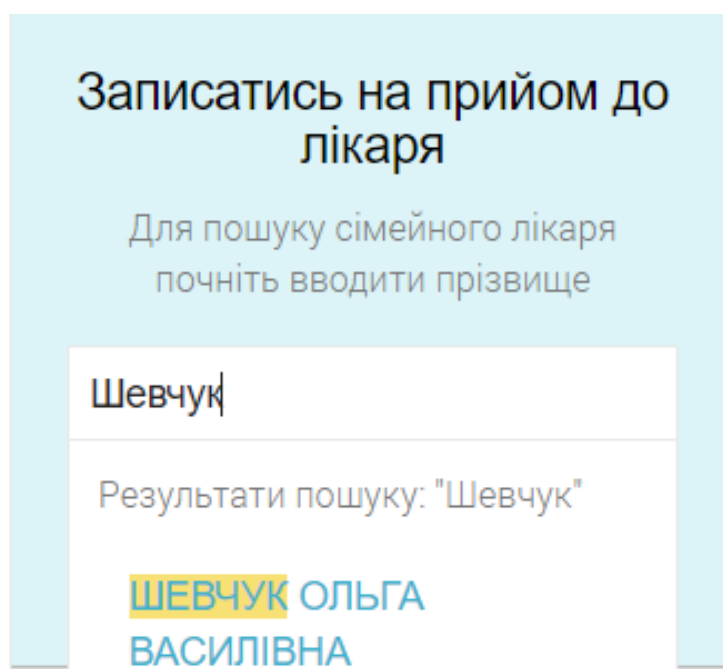 Записатись на прийом до
лікаря
Для пошуку сімейного лікаря
почніть вводити прізвище
Шевчук
Результати пошуку: "Шевчук"
ШЕВЧУК ОЛЬГА
ВАСИЛІВНА